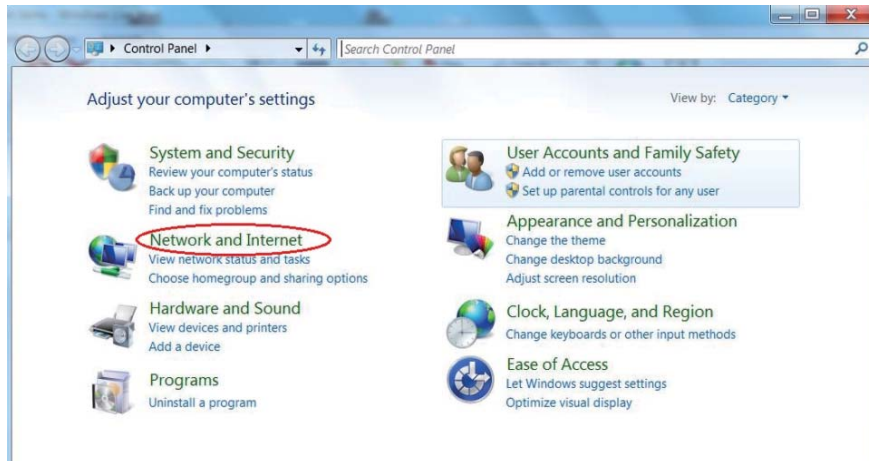 Control Panel
Search Control Panel
Adjust your computer's settings
View by: Category
System and Security
Review your computer's status
Back up your computer
Find and fix problems
Network and Internet
View network status and tasks
Choose homegroup and sharing options
Hardware and Sound
View devices and printers
Add a device
Programs
Uninstall a program
User Accounts and Family Safety
Add or remove user accounts
Set up parental controls for any user
Appearance and Personalization
Change the theme
Change desktop background
Adjust screen resolution
Clock, Language, and Region
Change keyboards or other input methods
Ease of Access
Let Windows suggest settings
Optimize visual display